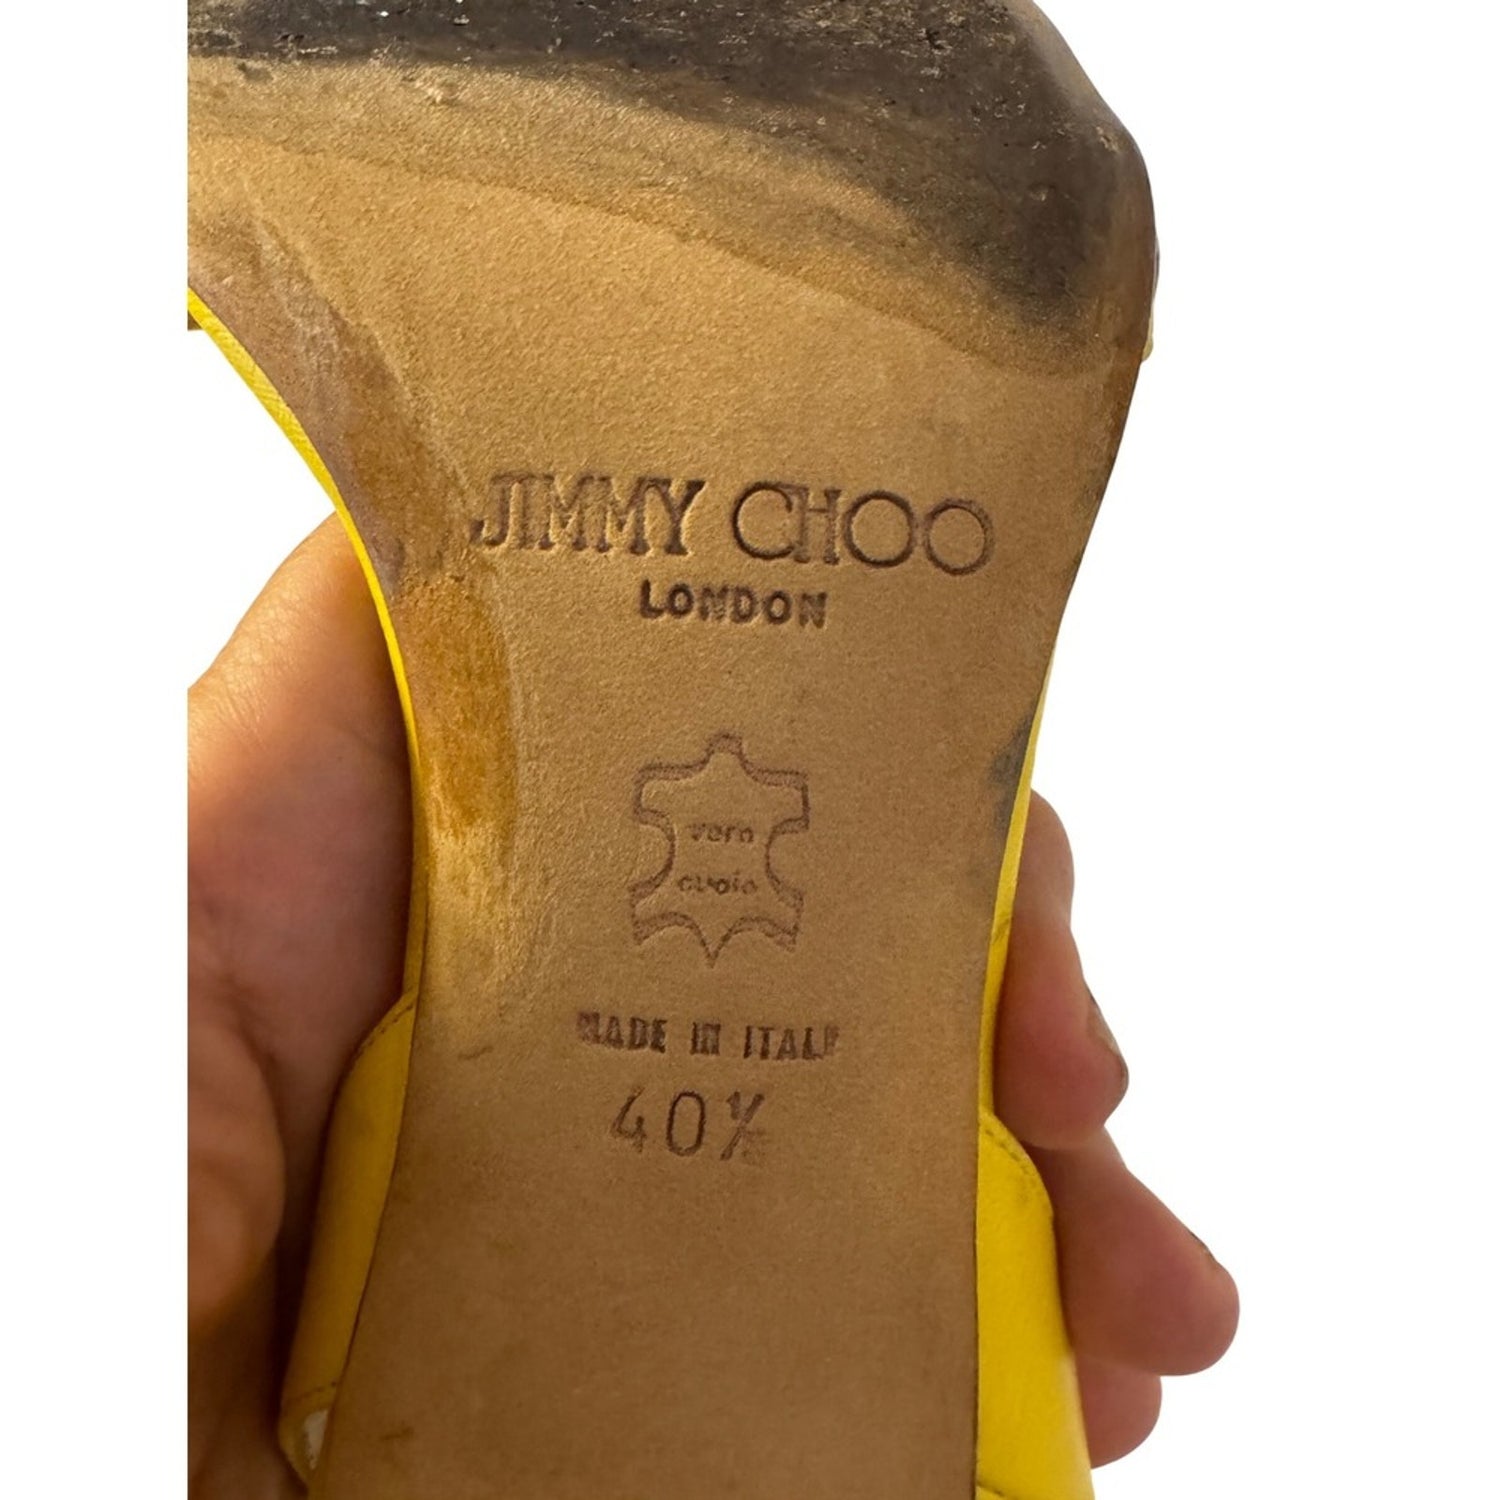 JIMMY CHOO
LONDON
vero
cuoio
MADE IN ITALY
40½